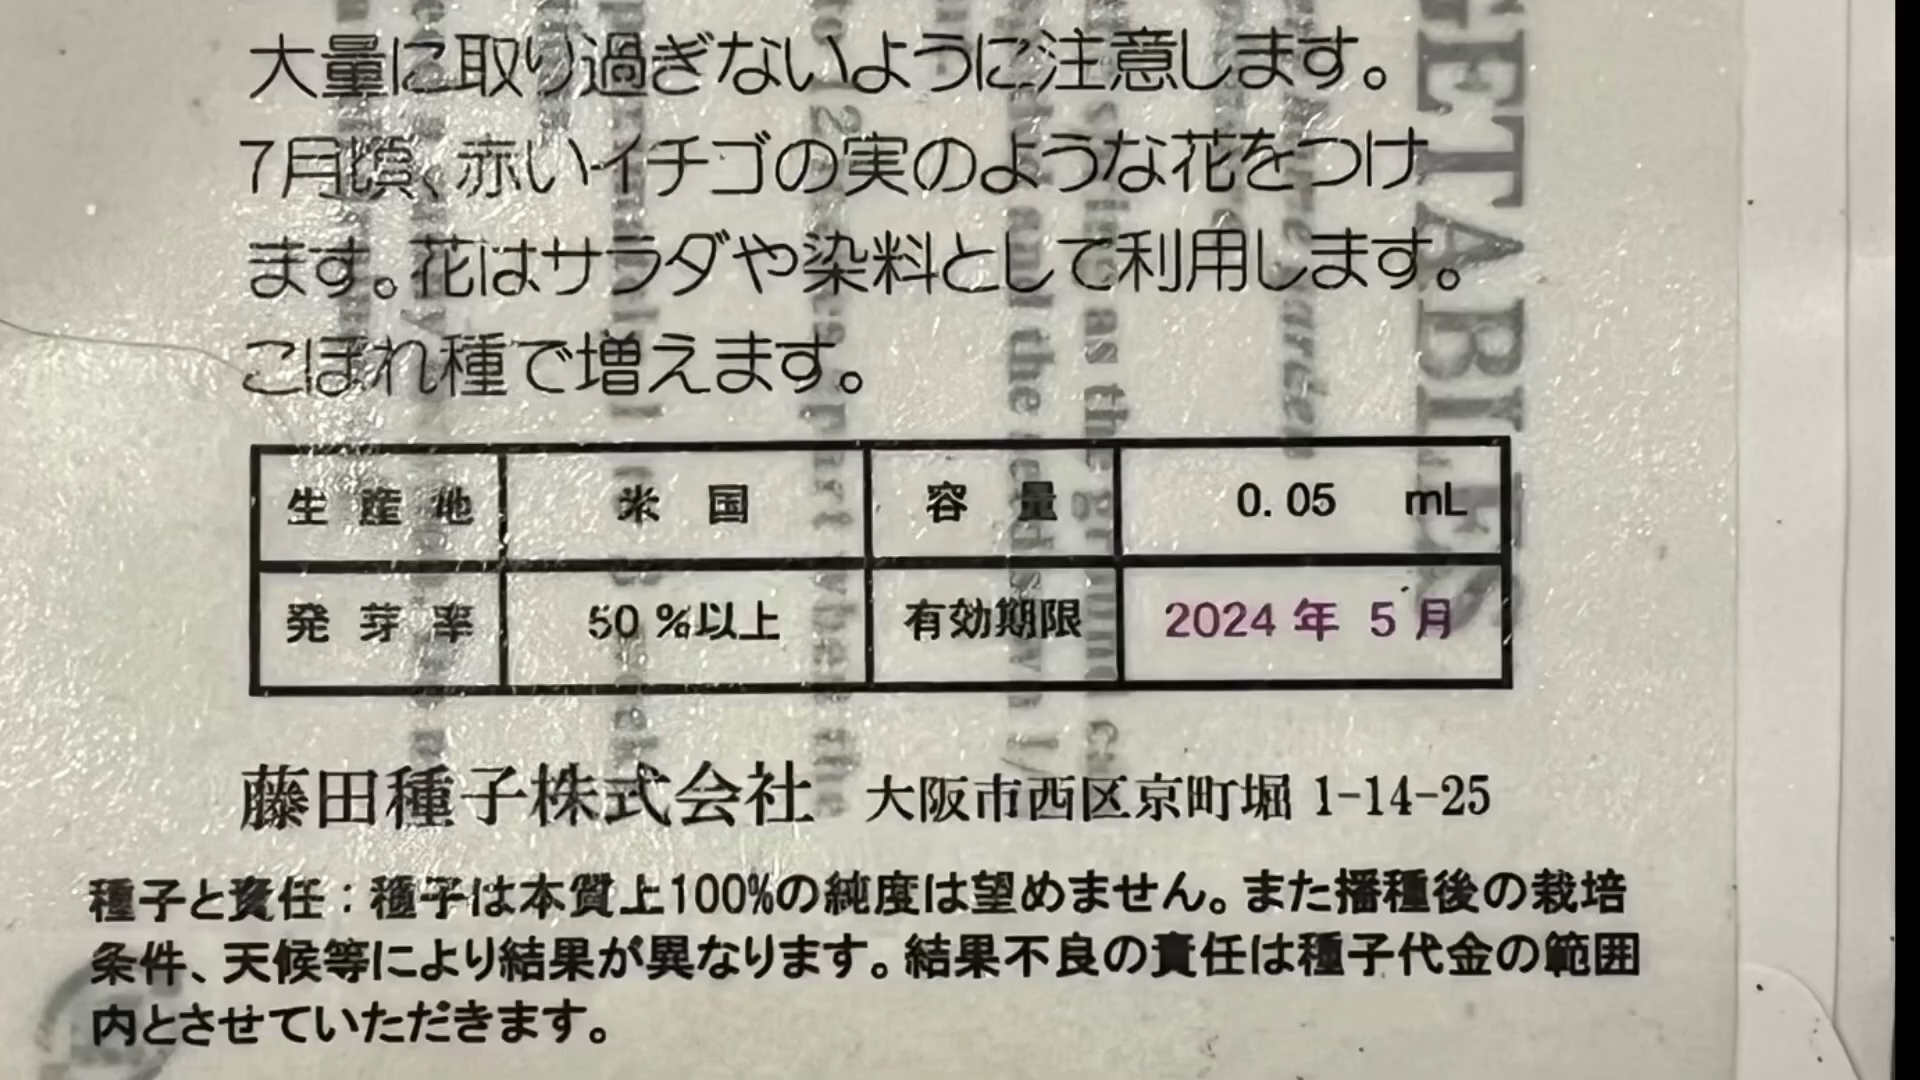 大量に取り過ぎないように注意します。
7月頃、赤いイチゴの実のような花をつけ
ます。花はサラダや染料として利用します。
こぼれ種で増えます。
生産地 米国 容量 0.05 mL
発芽率 50%以上 有効期限 2024年 5月
藤田種子株式会社 大阪市西区京町堀 1-14-25
種子と責任：種子は本質上100%の純度は望めません。また播種後の栽培
条件、天候等により結果が異なります。結果不良の責任は種子代金の範囲
内とさせていただきます。